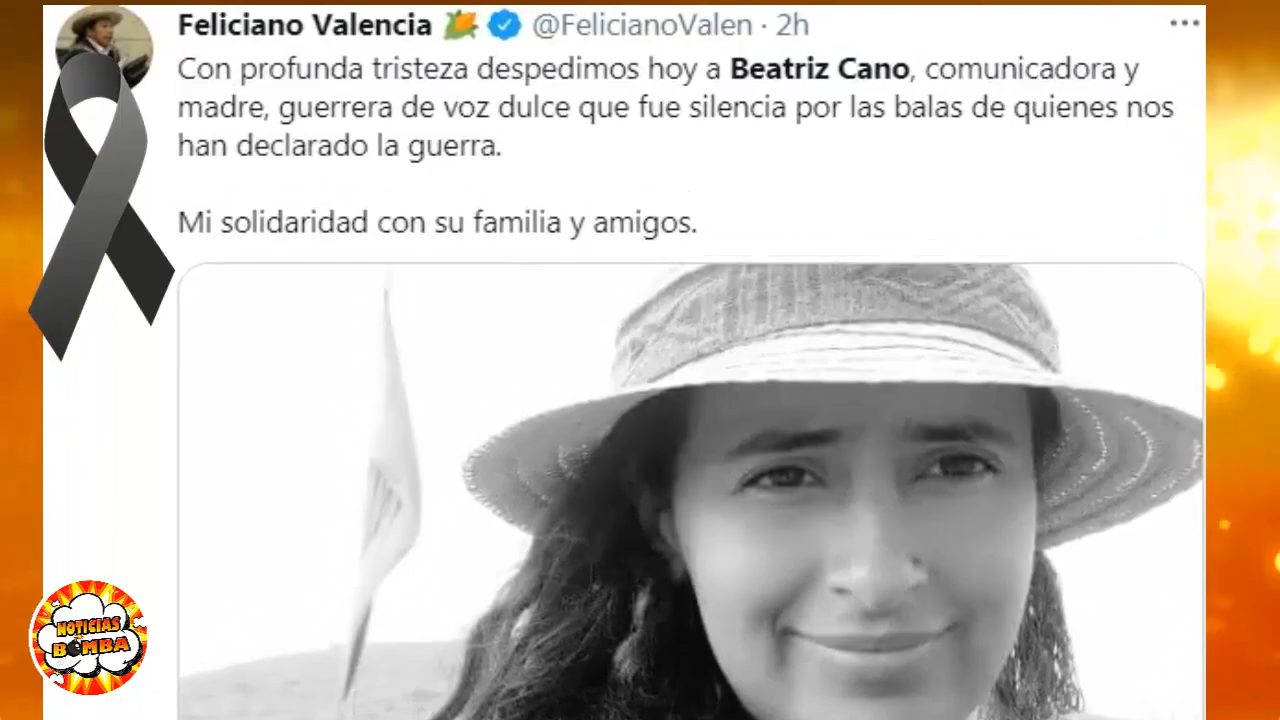 Feliciano Valencia 🌽 @FelicianoValen · 2h
Con profunda tristeza despedimos hoy a Beatriz Cano, comunicadora y
madre, guerrera de voz dulce que fue silencia por las balas de quienes nos
han declarado la guerra.
Mi solidaridad con su familia y amigos.
NOTICIAS
BOMBA